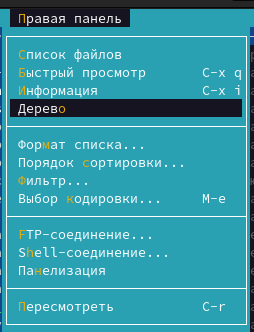 Правая панель
Список файлов
Быстрый просмотр C-x q
Информация C-x i
Дерево
Формат списка...
Порядок сортировки...
Фильтр...
Выбор кодировки... M-e
FTP-соединение...
Shell-соединение...
Панелизация
Пересмотреть C-r